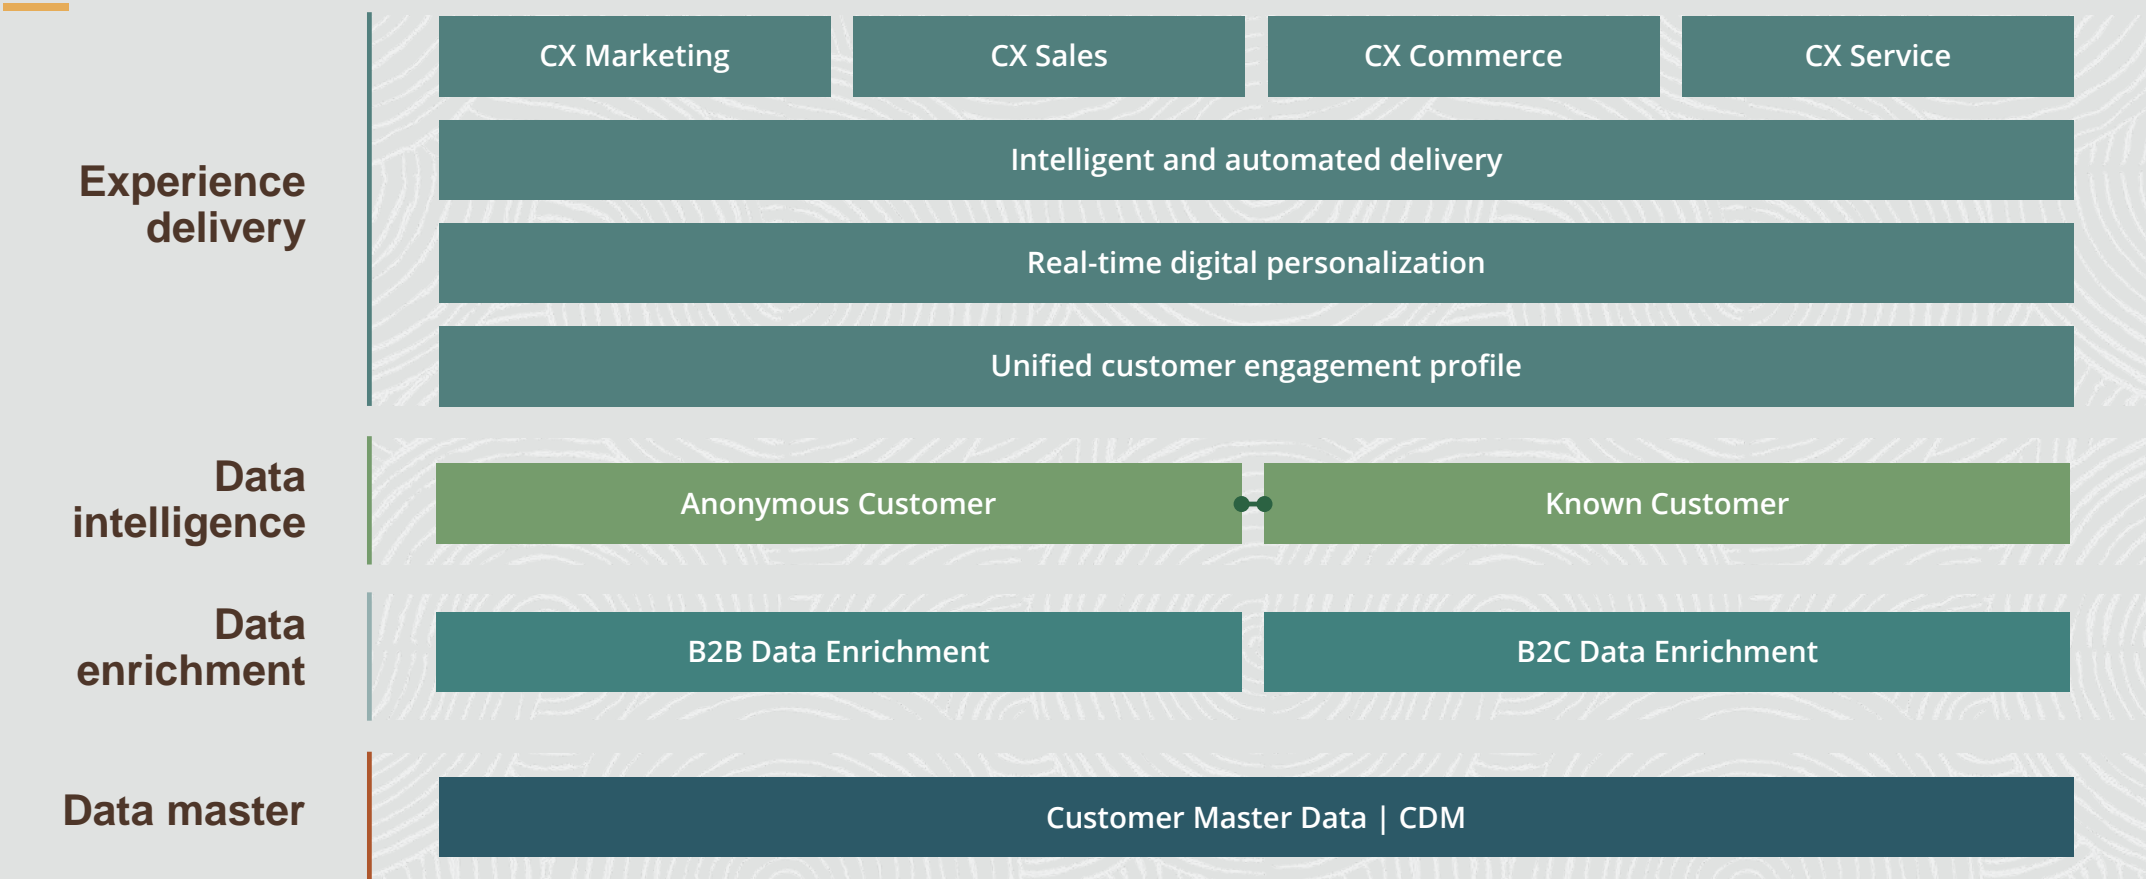 CX Marketing
CX Sales
CX Commerce
CX Service
Experience
delivery
Intelligent and automated delivery
Real-time digital personalization
Unified customer engagement profile
Data
intelligence
Anonymous Customer
Known Customer
Data
enrichment
B2B Data Enrichment
B2C Data Enrichment
Data master
Customer Master Data | CDM